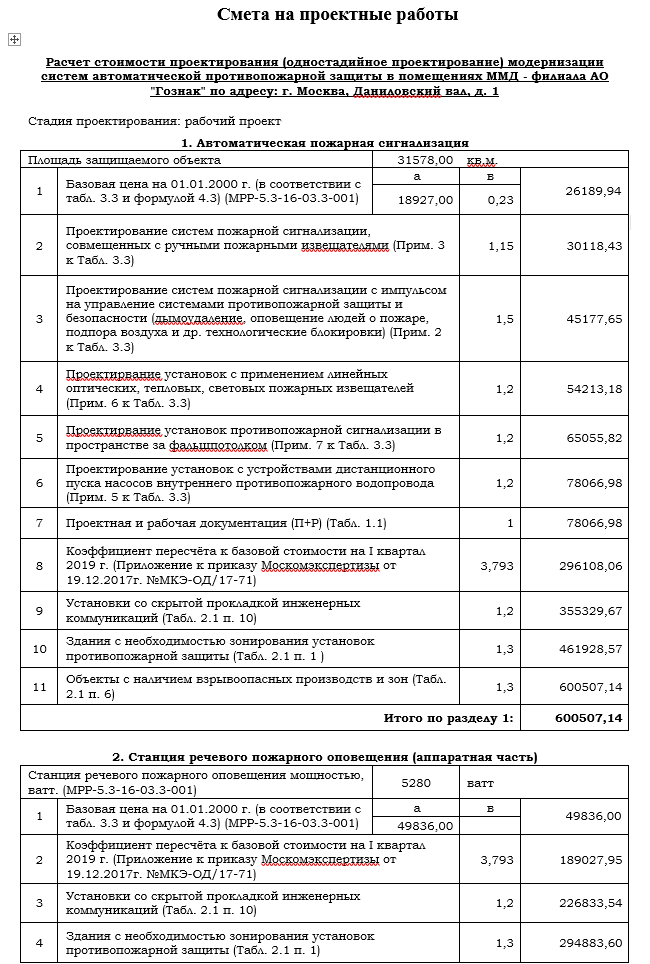 Смета на проектные работы
Расчет стоимости проектирования (одностадийное проектирование) модернизации
систем автоматической противопожарной защиты в помещениях ММД - филиала АО
"Гознак" по адресу: г. Москва, Даниловский вал, д. 1
Стадия проектирования: рабочий проект
1. Автоматическая пожарная сигнализация
Площадь защищаемого объекта 31578,00 кв.м.
1 Базовая цена на 01.01.2000 г. (в соответствии с а в 26189,94
табл. 3.3 и формулой 4.3) (МРР-5.3-16-03.3-001) 18927,00 0,23
Проектирование систем пожарной сигнализации,
2 совмещенных с ручными пожарными извещателями (Прим. 3 1,15 30118,43
к Табл. 3.3)
Проектирование систем пожарной сигнализации с импульсом
на управление системами противопожарной защиты и
3 безопасности (дымоудаление, оповещение людей о пожаре, 1,5 45177,65
подпора воздуха и др. технологические блокировки) (Прим. 2
к Табл. 3.3)
Проектирвание установок с применением линейных
4 оптических, тепловых, световых пожарных извещателей 1,2 54213,18
(Прим. 6 к Табл. 3.3)
5 Проектирвание установок противопожарной сигнализации в 1,2 65055,82
пространстве за фальшпотолком (Прим. 7 к Табл. 3.3)
Проектирование установок с устройствами дистанционного
6 пуска насосов внутреннего противопожарного водопровода 1,2 78066,98
(Прим. 5 к Табл. 3.3)
7 Проектная и рабочая документация (П+Р) (Табл. 1.1) 1 78066,98
Коэффициент пересчёта к базовой стоимости на I квартал
8 2019 г. (Приложение к приказу Москомэкспертизы от 3,793 296108,06
19.12.2017г. №МКЭ-ОД/17-71)
9 Установки со скрытой прокладкой инженерных 1,2 355329,67
коммуникаций (Табл. 2.1 п. 10)
10 Здания с необходимостью зонирования установок 1,3 461928,57
противопожарной защиты (Табл. 2.1 п. 1 )
11 Объекты с наличием взрывоопасных производств и зон (Табл. 1,3 600507,14
2.1 п. 6)
Итого по разделу 1: 600507,14
2. Станция речевого пожарного оповещения (аппаратная часть)
Станция речевого пожарного оповещения мощностью, 5280 ватт
ватт. (МРР-5.3-16-03.3-001)
1 Базовая цена на 01.01.2000 г. (в соответствии с а в 49836,00
табл. 3.3 и формулой 4.3) (МРР-5.3-16-03.3-001) 49836,00
Коэффициент пересчёта к базовой стоимости на I квартал
2 2019 г. (Приложение к приказу Москомэкспертизы от 3,793 189027,95
19.12.2017г. №МКЭ-ОД/17-71)
3 Установки со скрытой прокладкой инженерных 1,2 226833,54
коммуникаций (Табл. 2.1 п. 10)
4 Здания с необходимостью зонирования установок 1,3 294883,60
противопожарной защиты (Табл. 2.1 п. 1)